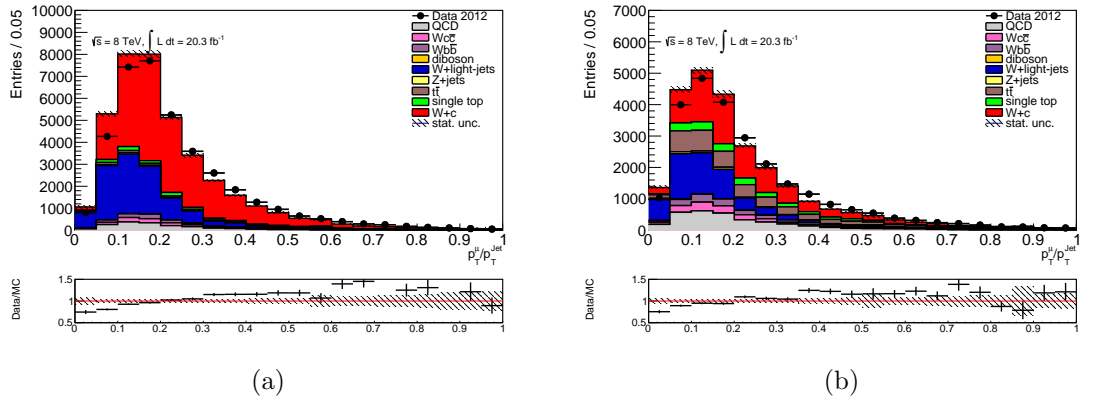 Entries / 0.05
10000
9000
8000
7000
6000
5000
4000
3000
2000
1000
0
√s = 8 TeV, ∫ L dt = 20.3 fb⁻¹
Data 2012
QCD
Wcc̅
Wbb̅
diboson
W+light-jets
Z+jets
tt̅
single top
W+c
stat. unc.
0 0.1 0.2 0.3 0.4 0.5 0.6 0.7 0.8 0.9 1
p_T^μ/p_T^Jet
Data/MC
1.5
1
0.5
0 0.1 0.2 0.3 0.4 0.5 0.6 0.7 0.8 0.9 1
(a)
Entries / 0.05
7000
6000
5000
4000
3000
2000
1000
0
√s = 8 TeV, ∫ L dt = 20.3 fb⁻¹
Data 2012
QCD
Wcc̅
Wbb̅
diboson
W+light-jets
Z+jets
tt̅
single top
W+c
stat. unc.
0 0.1 0.2 0.3 0.4 0.5 0.6 0.7 0.8 0.9 1
p_T^μ/p_T^Jet
Data/MC
1.5
1
0.5
0 0.1 0.2 0.3 0.4 0.5 0.6 0.7 0.8 0.9 1
(b)